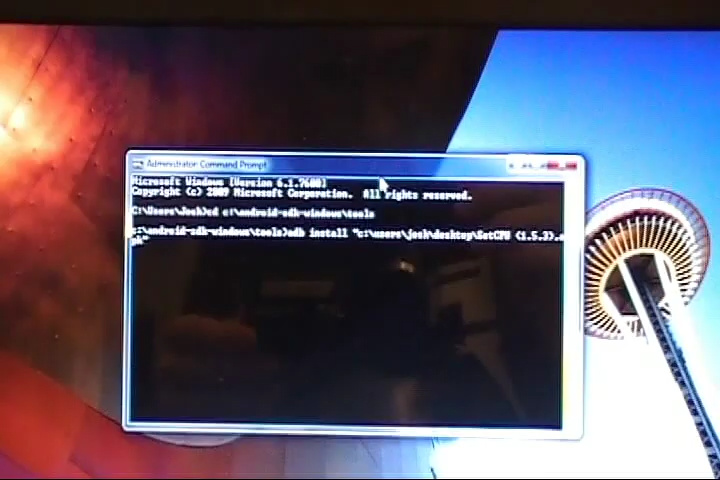 Administrator: Command Prompt
Microsoft Windows [Version 6.1.7600]
Copyright (c) 2009 Microsoft Corporation.  All rights reserved.
C:\Users\Josh>cd c:\android-sdk-windows\tools
c:\android-sdk-windows\tools>adb install "c:\users\josh\desktop\SetCPU (1.5.3).a
pk"